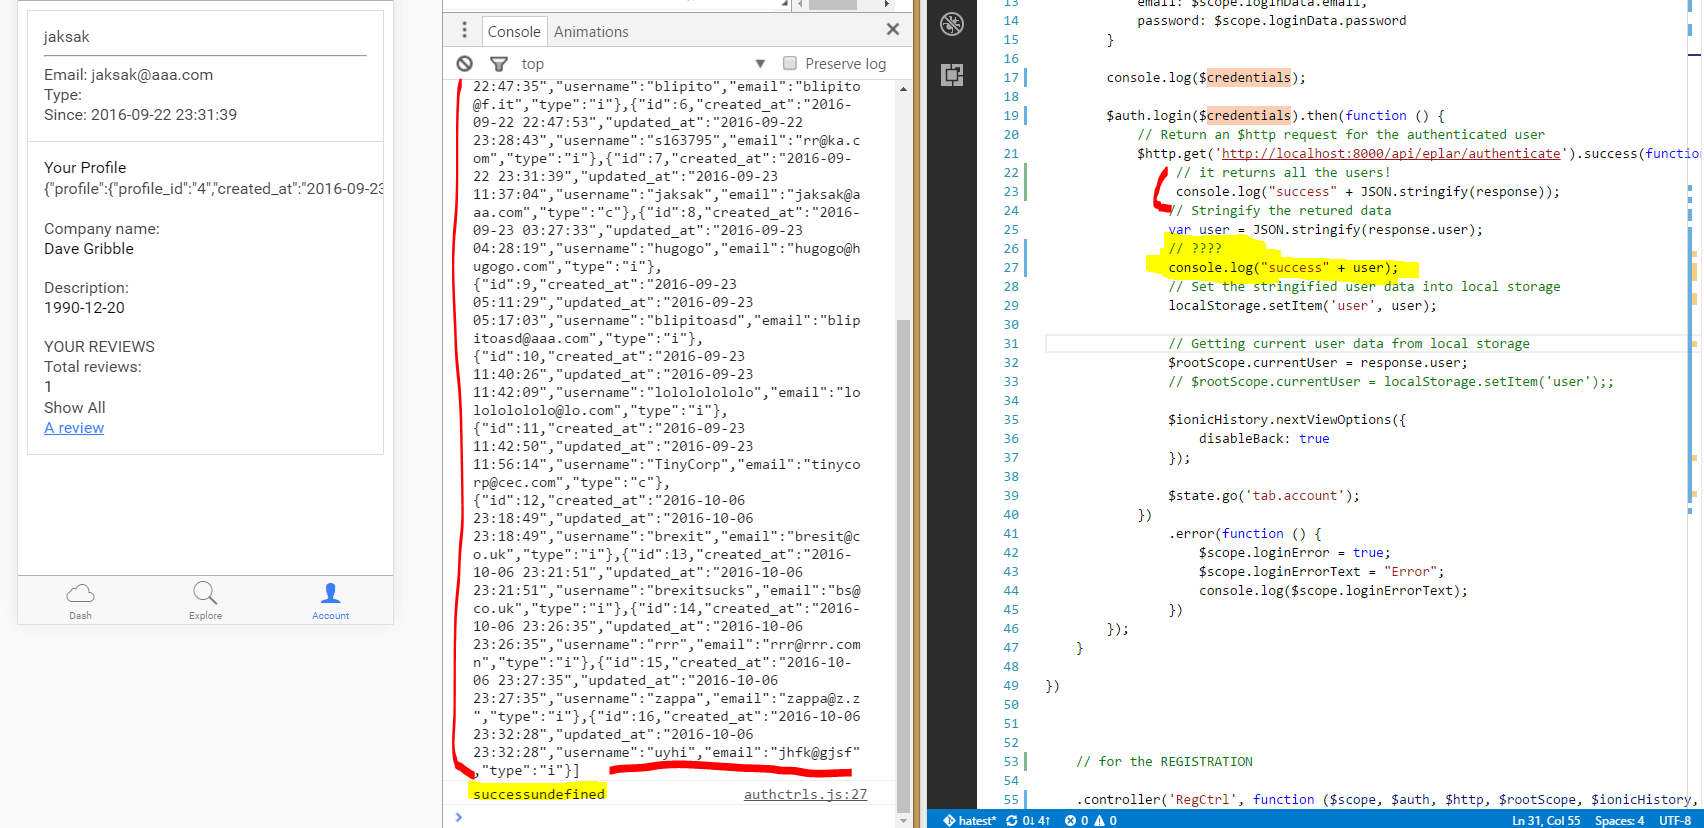 jaksak
Email: jaksak@aaa.com
Type:
Since: 2016-09-22 23:31:39
Your Profile
{"profile":{"profile_id":"4","created_at":"2016-09-23
Company name:
Dave Gribble
Description:
1990-12-20
YOUR REVIEWS
Total reviews:
1
Show All
A review
Dash
Explore
Account
Console
Animations
top
Preserve log
22:47:35","username":"blipito","email":"blipito
@f.it","type":"i"},{"id":6,"created_at":"2016-
09-22 22:47:53","updated_at":"2016-09-22
23:28:43","username":"s163795","email":"rr@ka.c
om","type":"i"},{"id":7,"created_at":"2016-09-
22 23:31:39","updated_at":"2016-09-23
11:37:04","username":"jaksak","email":"jaksak@a
aa.com","type":"c"},{"id":8,"created_at":"2016-
09-23 03:27:33","updated_at":"2016-09-23
04:28:19","username":"hugogo","email":"hugogo@h
ugogo.com","type":"i"},
{"id":9,"created_at":"2016-09-23
05:11:29","updated_at":"2016-09-23
05:17:03","username":"blipitoasd","email":"blip
itoasd@aaa.com","type":"i"},
{"id":10,"created_at":"2016-09-23
11:40:26","updated_at":"2016-09-23
11:42:09","username":"lolololololo","email":"lo
lolololololo@lo.com","type":"i"},
{"id":11,"created_at":"2016-09-23
11:42:50","updated_at":"2016-09-23
11:56:14","username":"TinyCorp","email":"tinyco
rp@cec.com","type":"c"},
{"id":12,"created_at":"2016-10-06
23:18:49","updated_at":"2016-10-06
23:18:49","username":"brexit","email":"bresit@c
o.uk","type":"i"},{"id":13,"created_at":"2016-
10-06 23:21:51","updated_at":"2016-10-06
23:21:51","username":"brexitsucks","email":"bs@
co.uk","type":"i"},{"id":14,"created_at":"2016-
10-06 23:26:35","updated_at":"2016-10-06
23:26:35","username":"rrr","email":"rrr@rrr.com
n","type":"i"},{"id":15,"created_at":"2016-10-
06 23:27:35","updated_at":"2016-10-06
23:27:35","username":"zappa","email":"zappa@z.z
","type":"i"},{"id":16,"created_at":"2016-10-06
23:32:28","updated_at":"2016-10-06
23:32:28","username":"uyhi","email":"jhfk@gjsf"
,"type":"i"}]
successundefined authctrls.js:27
13 email: $scope.loginData.email,
14 password: $scope.loginData.password
15 }
16
17 console.log($credentials);
18
19 $auth.login($credentials).then(function () {
20 // Return an $http request for the authenticated user
21 $http.get('http://localhost:8000/api/eplar/authenticate').success(function
22 // it returns all the users!
23 console.log("success" + JSON.stringify(response));
24 // Stringify the retured data
25 var user = JSON.stringify(response.user);
26 // ????
27 console.log("success" + user);
28 // Set the stringified user data into local storage
29 localStorage.setItem('user', user);
30
31 // Getting current user data from local storage
32 $rootScope.currentUser = response.user;
33 // $rootScope.currentUser = localStorage.setItem('user');;
34
35 $ionicHistory.nextViewOptions({
36 disableBack: true
37 });
38
39 $state.go('tab.account');
40 })
41 .error(function () {
42 $scope.loginError = true;
43 $scope.loginErrorText = "Error";
44 console.log($scope.loginErrorText);
45 })
46 });
47 }
48
49 })
50
51
52
53 // for the REGISTRATION
54
55 .controller('RegCtrl', function ($scope, $auth, $http, $rootScope, $ionicHistory,
hatest* 0↓ 4↑ 0 0 Ln 31, Col 55 Spaces: 4 UTF-8